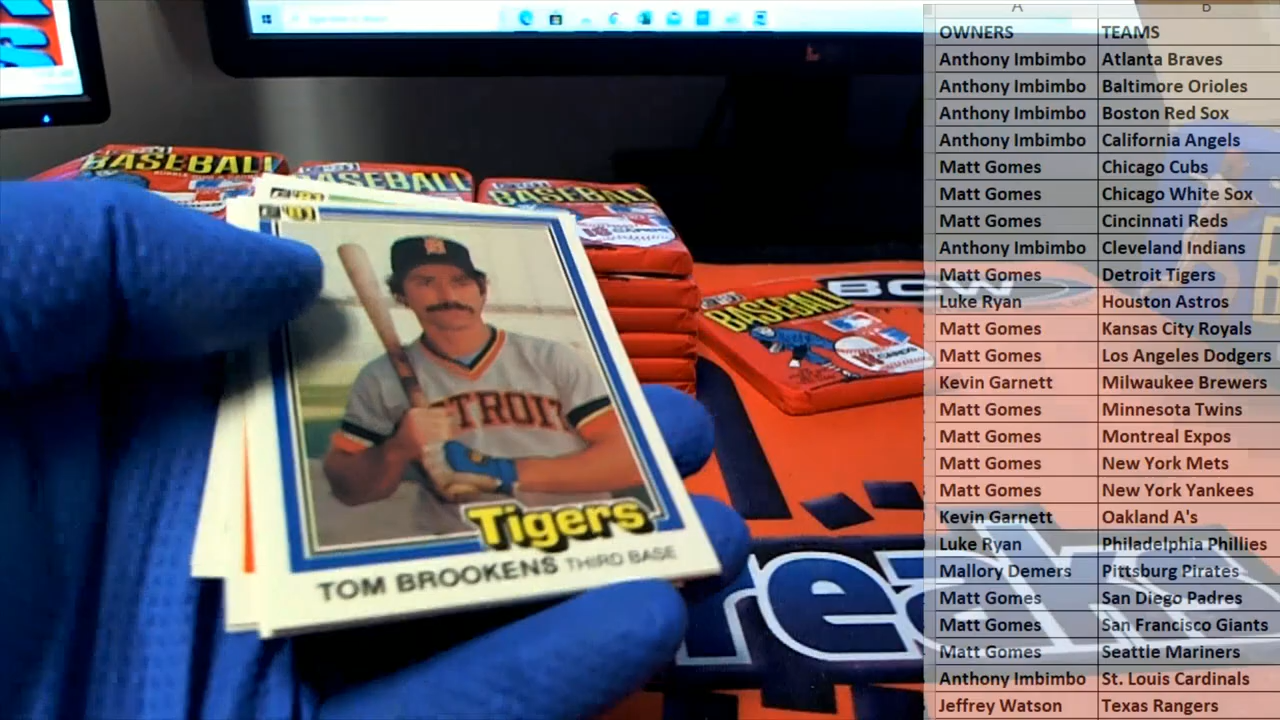 A B
OWNERS TEAMS
Anthony Imbimbo Atlanta Braves
Anthony Imbimbo Baltimore Orioles
Anthony Imbimbo Boston Red Sox
Anthony Imbimbo California Angels
Matt Gomes Chicago Cubs
Matt Gomes Chicago White Sox
Matt Gomes Cincinnati Reds
Anthony Imbimbo Cleveland Indians
Matt Gomes Detroit Tigers
Luke Ryan Houston Astros
Matt Gomes Kansas City Royals
Matt Gomes Los Angeles Dodgers
Kevin Garnett Milwaukee Brewers
Matt Gomes Minnesota Twins
Matt Gomes Montreal Expos
Matt Gomes New York Mets
Matt Gomes New York Yankees
Kevin Garnett Oakland A's
Luke Ryan Philadelphia Phillies
Mallory Demers Pittsburg Pirates
Matt Gomes San Diego Padres
Matt Gomes San Francisco Giants
Matt Gomes Seattle Mariners
Anthony Imbimbo St. Louis Cardinals
Jeffrey Watson Texas Rangers
BASEBALL
BASEBALL
BASEBALL
BASEBALL
CARDS
CARDS
BCW
'81
'81
DETROIT
Tigers
TOM BROOKENS THIRD BASE
reaks